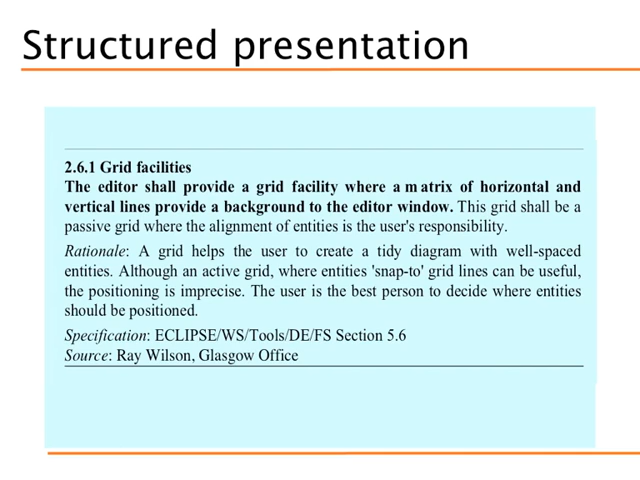 Structured presentation
2.6.1 Grid facilities
The editor shall provide a grid facility where a m atrix of horizontal and
vertical lines provide a background to the editor window. This grid shall be a
passive grid where the alignment of entities is the user's responsibility.
Rationale: A grid helps the user to create a tidy diagram with well-spaced
entities. Although an active grid, where entities 'snap-to' grid lines can be useful,
the positioning is imprecise. The user is the best person to decide where entities
should be positioned.
Specification: ECLIPSE/WS/Tools/DE/FS Section 5.6
Source: Ray Wilson, Glasgow Office